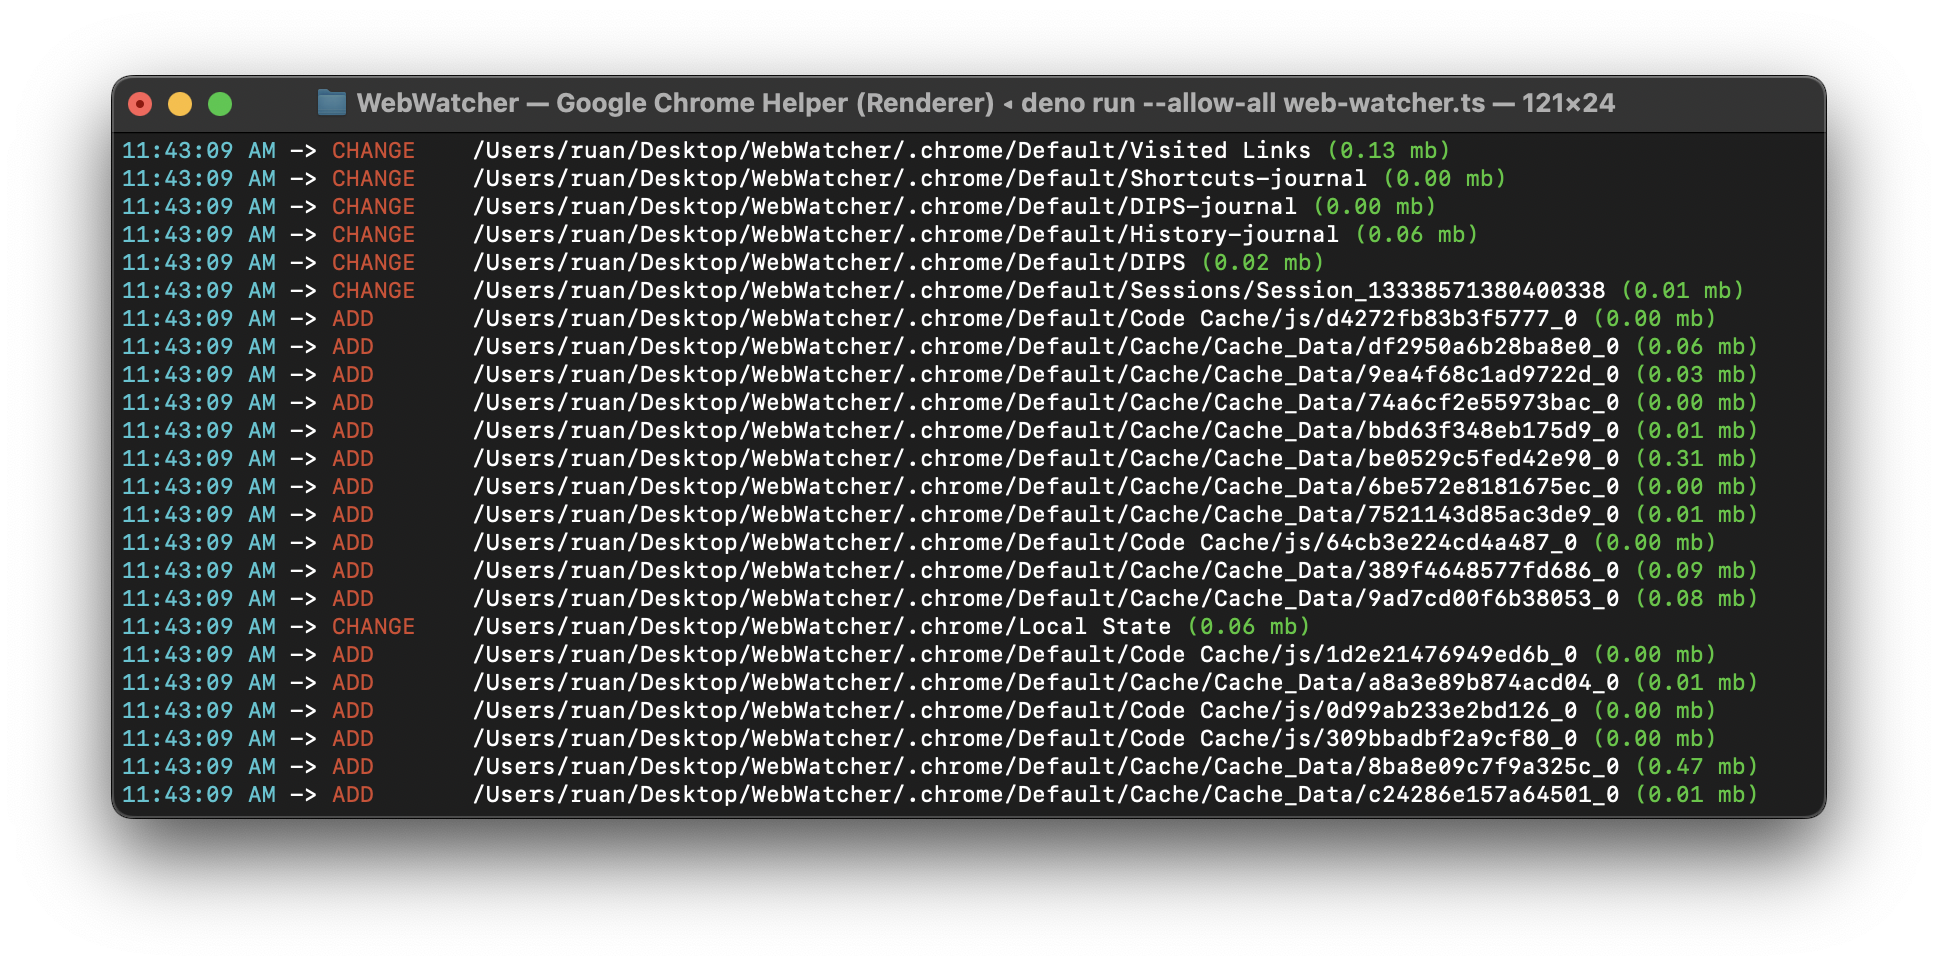 WebWatcher — Google Chrome Helper (Renderer) ◂ deno run --allow-all web-watcher.ts — 121×24
11:43:09 AM -> CHANGE /Users/ruan/Desktop/WebWatcher/.chrome/Default/Visited Links (0.13 mb)
11:43:09 AM -> CHANGE /Users/ruan/Desktop/WebWatcher/.chrome/Default/Shortcuts-journal (0.00 mb)
11:43:09 AM -> CHANGE /Users/ruan/Desktop/WebWatcher/.chrome/Default/DIPS-journal (0.00 mb)
11:43:09 AM -> CHANGE /Users/ruan/Desktop/WebWatcher/.chrome/Default/History-journal (0.06 mb)
11:43:09 AM -> CHANGE /Users/ruan/Desktop/WebWatcher/.chrome/Default/DIPS (0.02 mb)
11:43:09 AM -> CHANGE /Users/ruan/Desktop/WebWatcher/.chrome/Default/Sessions/Session_13338571380400338 (0.01 mb)
11:43:09 AM -> ADD /Users/ruan/Desktop/WebWatcher/.chrome/Default/Code Cache/js/d4272fb83b3f5777_0 (0.00 mb)
11:43:09 AM -> ADD /Users/ruan/Desktop/WebWatcher/.chrome/Default/Cache/Cache_Data/df2950a6b28ba8e0_0 (0.06 mb)
11:43:09 AM -> ADD /Users/ruan/Desktop/WebWatcher/.chrome/Default/Cache/Cache_Data/9ea4f68c1ad9722d_0 (0.03 mb)
11:43:09 AM -> ADD /Users/ruan/Desktop/WebWatcher/.chrome/Default/Cache/Cache_Data/74a6cf2e55973bac_0 (0.00 mb)
11:43:09 AM -> ADD /Users/ruan/Desktop/WebWatcher/.chrome/Default/Cache/Cache_Data/bbd63f348eb175d9_0 (0.01 mb)
11:43:09 AM -> ADD /Users/ruan/Desktop/WebWatcher/.chrome/Default/Cache/Cache_Data/be0529c5fed42e90_0 (0.31 mb)
11:43:09 AM -> ADD /Users/ruan/Desktop/WebWatcher/.chrome/Default/Cache/Cache_Data/6be572e8181675ec_0 (0.00 mb)
11:43:09 AM -> ADD /Users/ruan/Desktop/WebWatcher/.chrome/Default/Cache/Cache_Data/7521143d85ac3de9_0 (0.01 mb)
11:43:09 AM -> ADD /Users/ruan/Desktop/WebWatcher/.chrome/Default/Code Cache/js/64cb3e224cd4a487_0 (0.00 mb)
11:43:09 AM -> ADD /Users/ruan/Desktop/WebWatcher/.chrome/Default/Cache/Cache_Data/389f4648577fd686_0 (0.09 mb)
11:43:09 AM -> ADD /Users/ruan/Desktop/WebWatcher/.chrome/Default/Cache/Cache_Data/9ad7cd00f6b38053_0 (0.08 mb)
11:43:09 AM -> CHANGE /Users/ruan/Desktop/WebWatcher/.chrome/Local State (0.06 mb)
11:43:09 AM -> ADD /Users/ruan/Desktop/WebWatcher/.chrome/Default/Code Cache/js/1d2e21476949ed6b_0 (0.00 mb)
11:43:09 AM -> ADD /Users/ruan/Desktop/WebWatcher/.chrome/Default/Cache/Cache_Data/a8a3e89b874acd04_0 (0.01 mb)
11:43:09 AM -> ADD /Users/ruan/Desktop/WebWatcher/.chrome/Default/Code Cache/js/0d99ab233e2bd126_0 (0.00 mb)
11:43:09 AM -> ADD /Users/ruan/Desktop/WebWatcher/.chrome/Default/Code Cache/js/309bbadbf2a9cf80_0 (0.00 mb)
11:43:09 AM -> ADD /Users/ruan/Desktop/WebWatcher/.chrome/Default/Cache/Cache_Data/8ba8e09c7f9a325c_0 (0.47 mb)
11:43:09 AM -> ADD /Users/ruan/Desktop/WebWatcher/.chrome/Default/Cache/Cache_Data/c24286e157a64501_0 (0.01 mb)